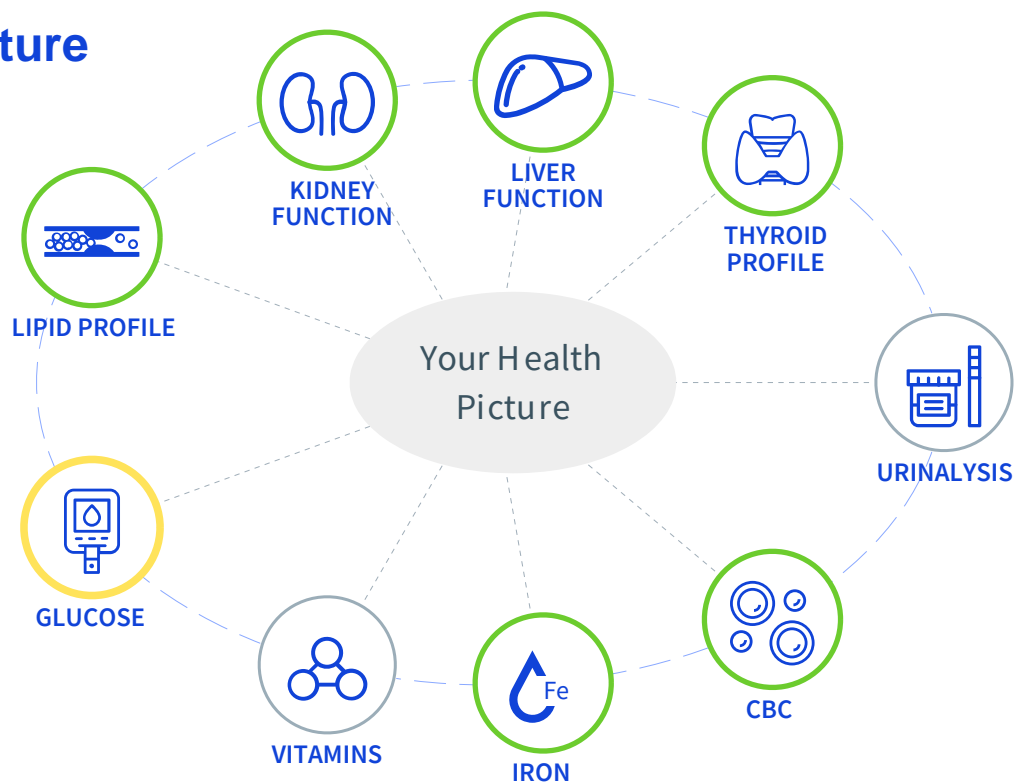 ture
LIVER
FUNCTION
KIDNEY
FUNCTION
THYROID
PROFILE
LIPID PROFILE
Your Health
Picture
URINALYSIS
GLUCOSE
Fe
CBC
VITAMINS
IRON